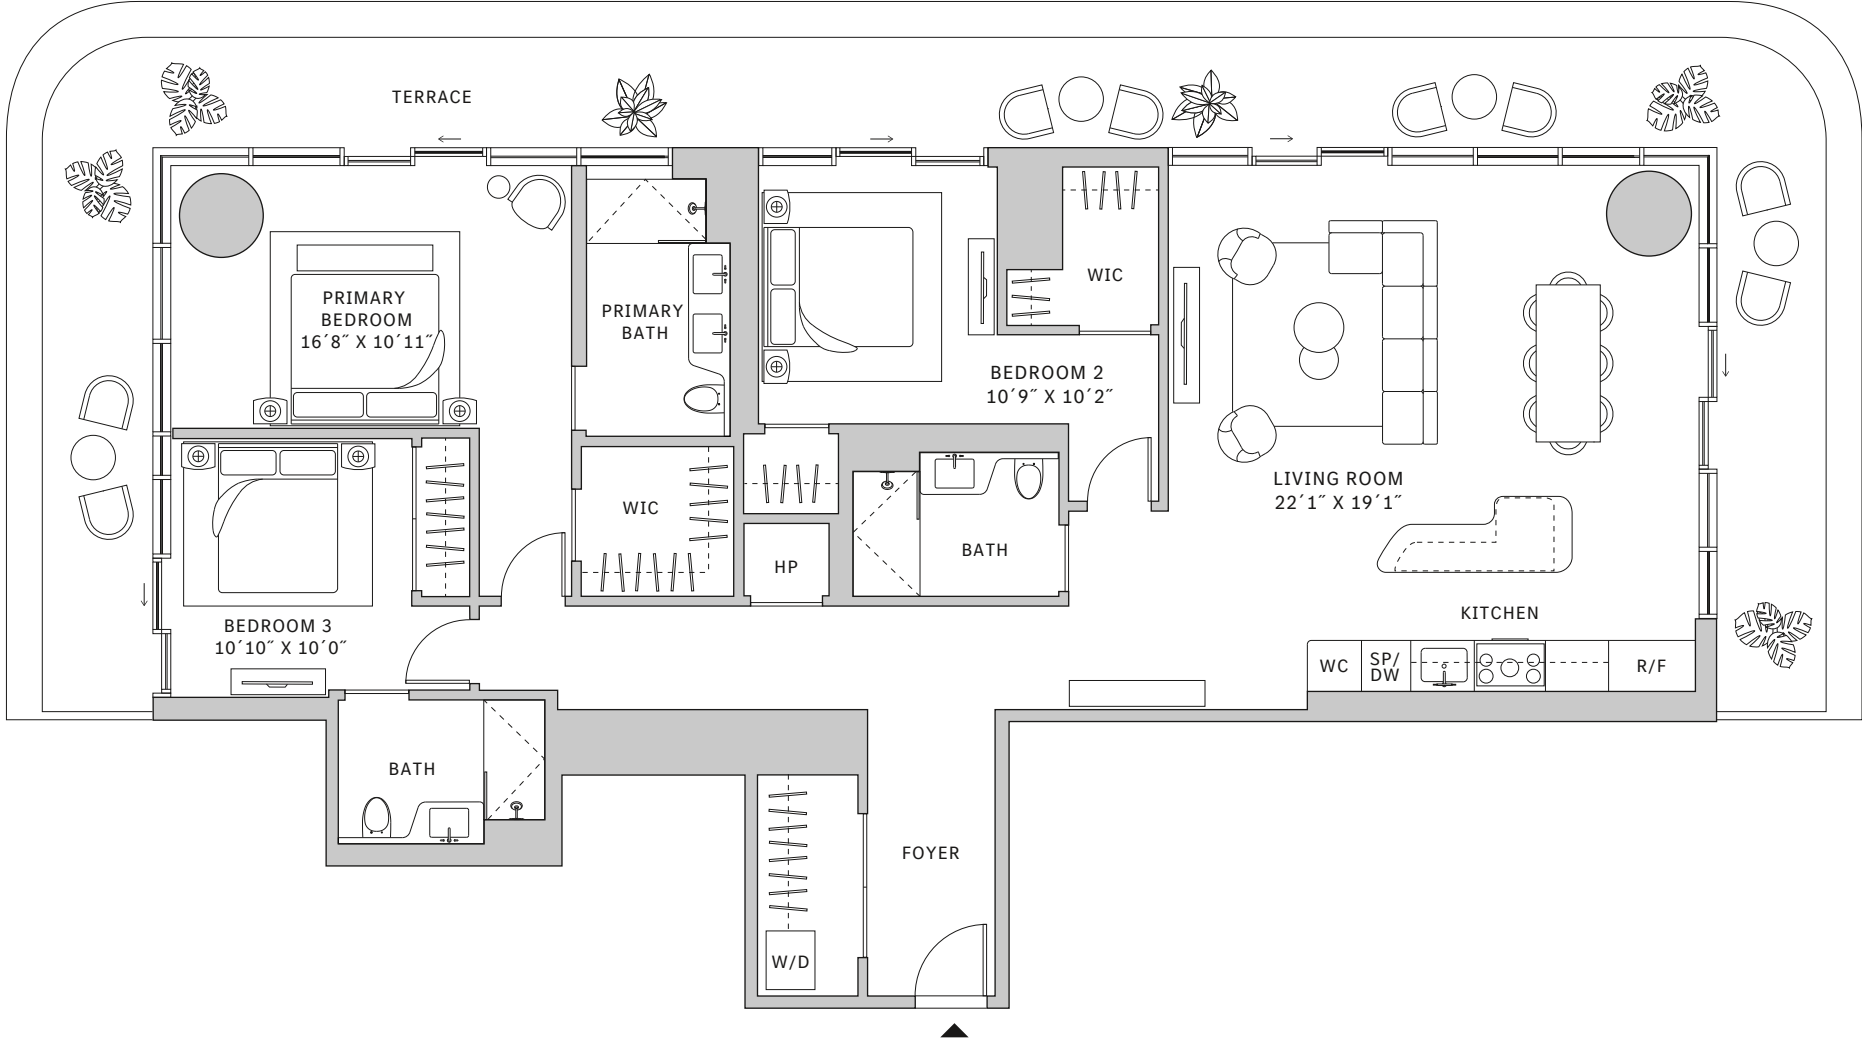 TERRACE
PRIMARY
BEDROOM
16´8˝ X 10´11˝
PRIMARY
BATH
WIC
BEDROOM 2
10´9˝ X 10´2˝
LIVING ROOM
22´1˝ X 19´1˝
WIC
HP
BATH
BEDROOM 3
10´10˝ X 10´0˝
KITCHEN
WC
SP/
DW
R/F
BATH
FOYER
W/D